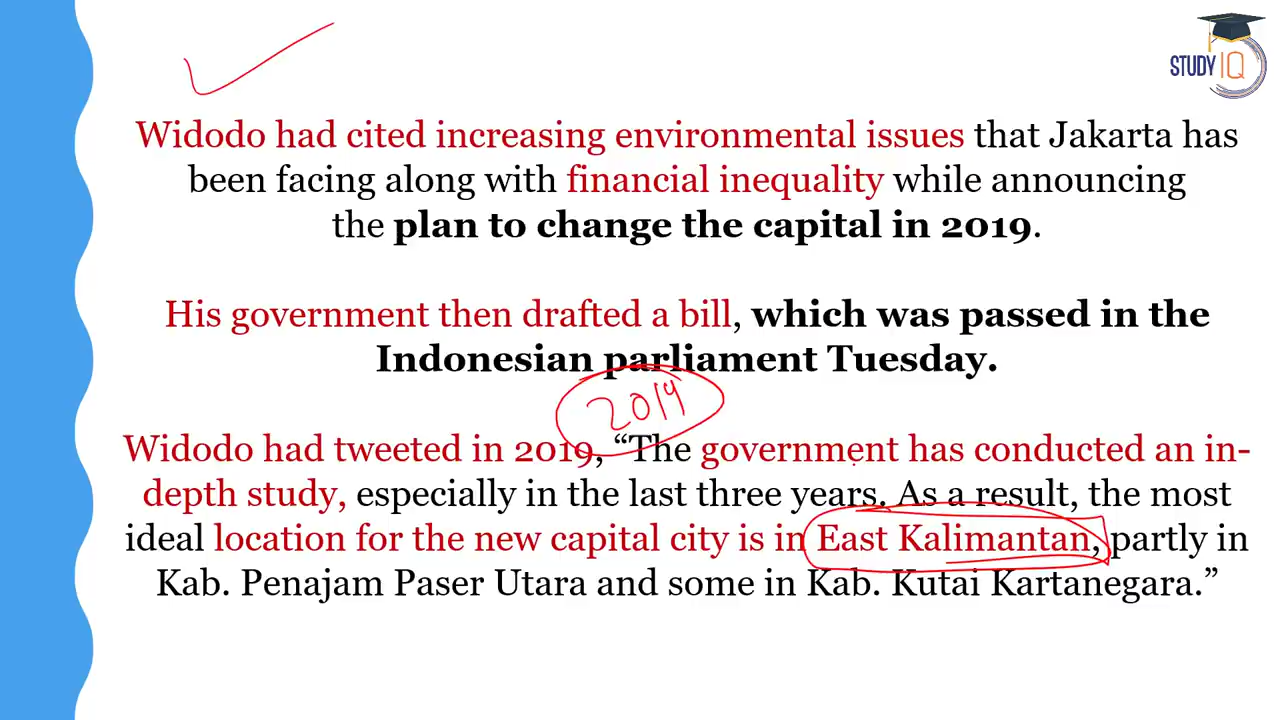 STUDY IQ
Widodo had cited increasing environmental issues that Jakarta has
been facing along with financial inequality while announcing
the plan to change the capital in 2019.
His government then drafted a bill, which was passed in the
Indonesian parliament Tuesday.
2019
Widodo had tweeted in 2019, “The government has conducted an in-
depth study, especially in the last three years. As a result, the most
ideal location for the new capital city is in East Kalimantan, partly in
Kab. Penajam Paser Utara and some in Kab. Kutai Kartanegara.”